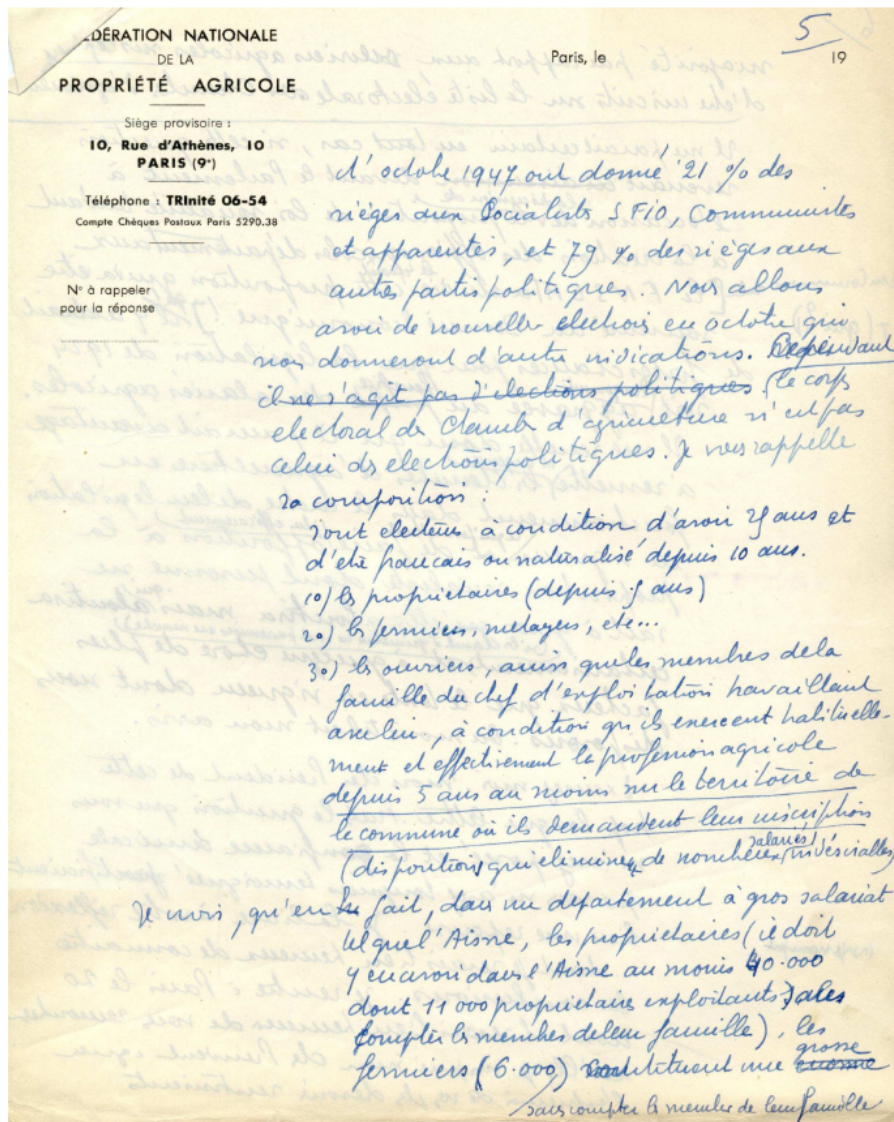 FÉDÉRATION NATIONALE
DE LA
PROPRIÉTÉ AGRICOLE
Siège provisoire :
10, Rue d'Athènes, 10
PARIS (9e)
Téléphone : TRInité 06-54
Compte Chèques Postaux Paris 5290.38
N° à rappeler
pour la réponse
5
Paris, le 19
d'octobre 1947 ont donné 21 % des
sièges aux Socialistes SFIO, Communistes
et apparentés, et 79 % des sièges aux
autres partis politiques. Nous allons
avoir de nouvelles élections en octobre qui
nous donneront d'autres indications. Cependant
il ne s'agit pas d'élections politiques, le corps
électoral des Chambres d'agriculture n'est pas
celui des élections politiques. Je vous rappelle
sa composition :
sont électeurs à condition d'avoir 25 ans et
d'être français ou naturalisé depuis 10 ans.
1o) les propriétaires (depuis 5 ans)
2o) les fermiers, métayers, etc...
3o) les ouvriers, ainsi que les membres de la
famille du chef d'exploitation travaillant
avec lui, à condition qu'ils exercent habituelle-
ment et effectivement la profession agricole
depuis 5 ans au moins sur le territoire de
la commune où ils demandent leur inscription
(dispositions qui éliminent de nombreux salariés,
Je crois, qu'en fait, dans un département à gros salariat
tel que l'Aisne, les propriétaires (il doit
y en avoir dans l'Aisne au moins 40.000
dont 11 000 propriétaires exploitants) sans
compter les membres de leur famille), les
fermiers (6.000) constituent une grosse
sans compter les membres de leur famille